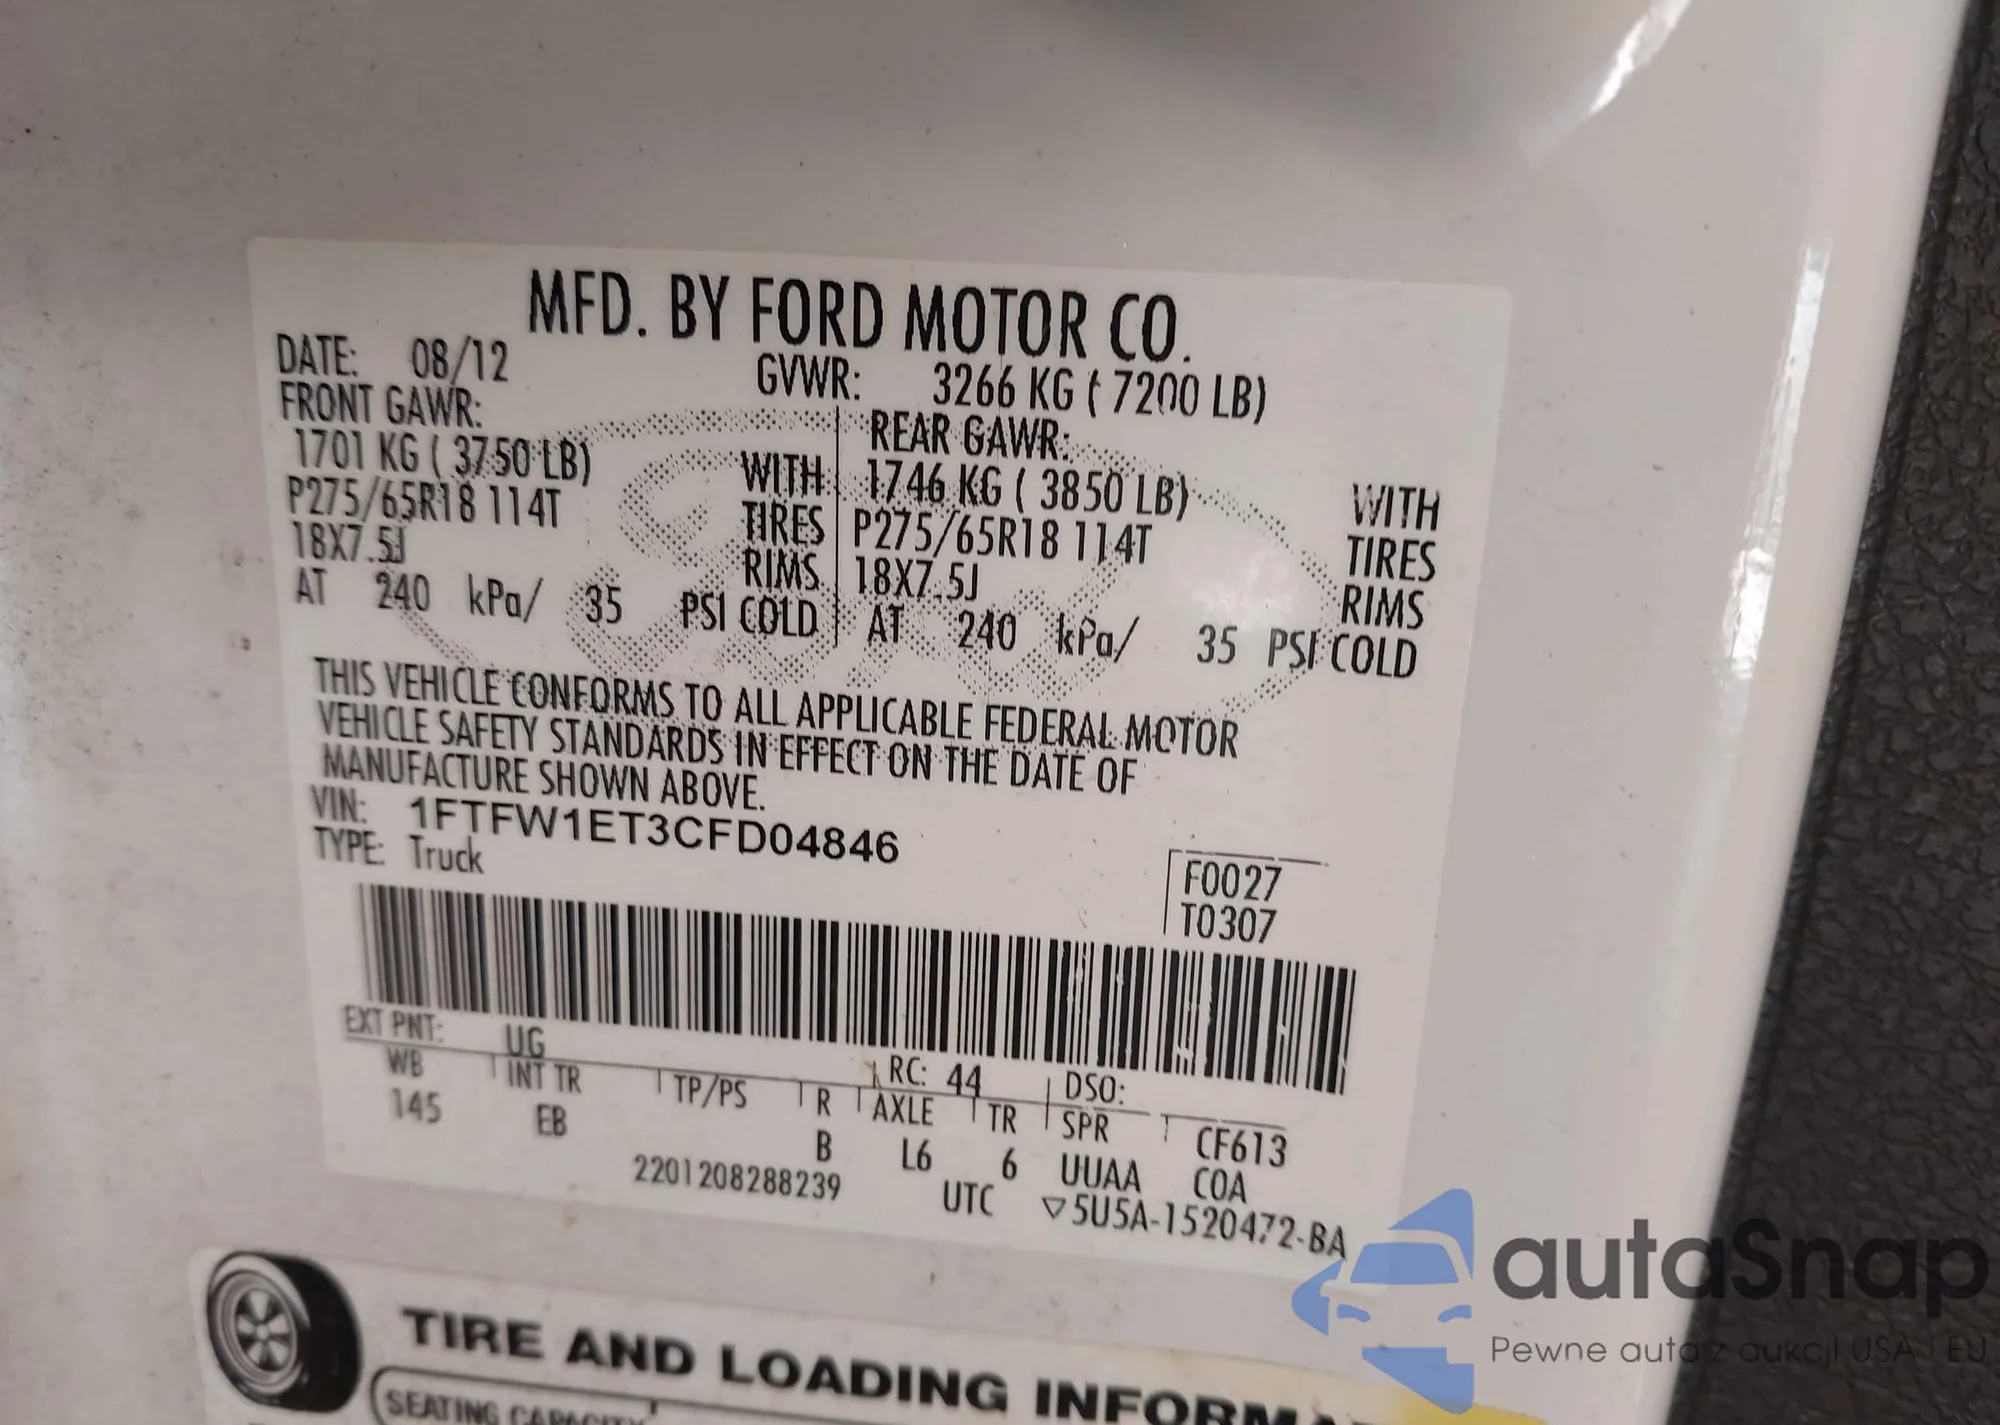 MFD. BY FORD MOTOR CO.
DATE: 08/12 GVWR: 3266 KG ( 7200 LB)
FRONT GAWR: REAR GAWR:
1701 KG ( 3750 LB) WITH 1746 KG ( 3850 LB) WITH
P275/65R18 114T TIRES P275/65R18 114T TIRES
18X7.5J RIMS 18X7.5J RIMS
AT 240 kPa/ 35 PSI COLD AT 240 kPa/ 35 PSI COLD
THIS VEHICLE CONFORMS TO ALL APPLICABLE FEDERAL MOTOR
VEHICLE SAFETY STANDARDS IN EFFECT ON THE DATE OF
MANUFACTURE SHOWN ABOVE.
VIN: 1FTFW1ET3CFD04846
TYPE: Truck
F0027
T0307
EXT PNT: UG RC: 44 DSO:
WB INT TR TP/PS R AXLE TR SPR CF613
145 EB B L6 6 UUAA COA
2201208288239 UTC ▽5U5A-1520472-BA
TIRE AND LOADING
SEATING CAPACITY
autaSnap
Pewne auta z aukcji USA i EU